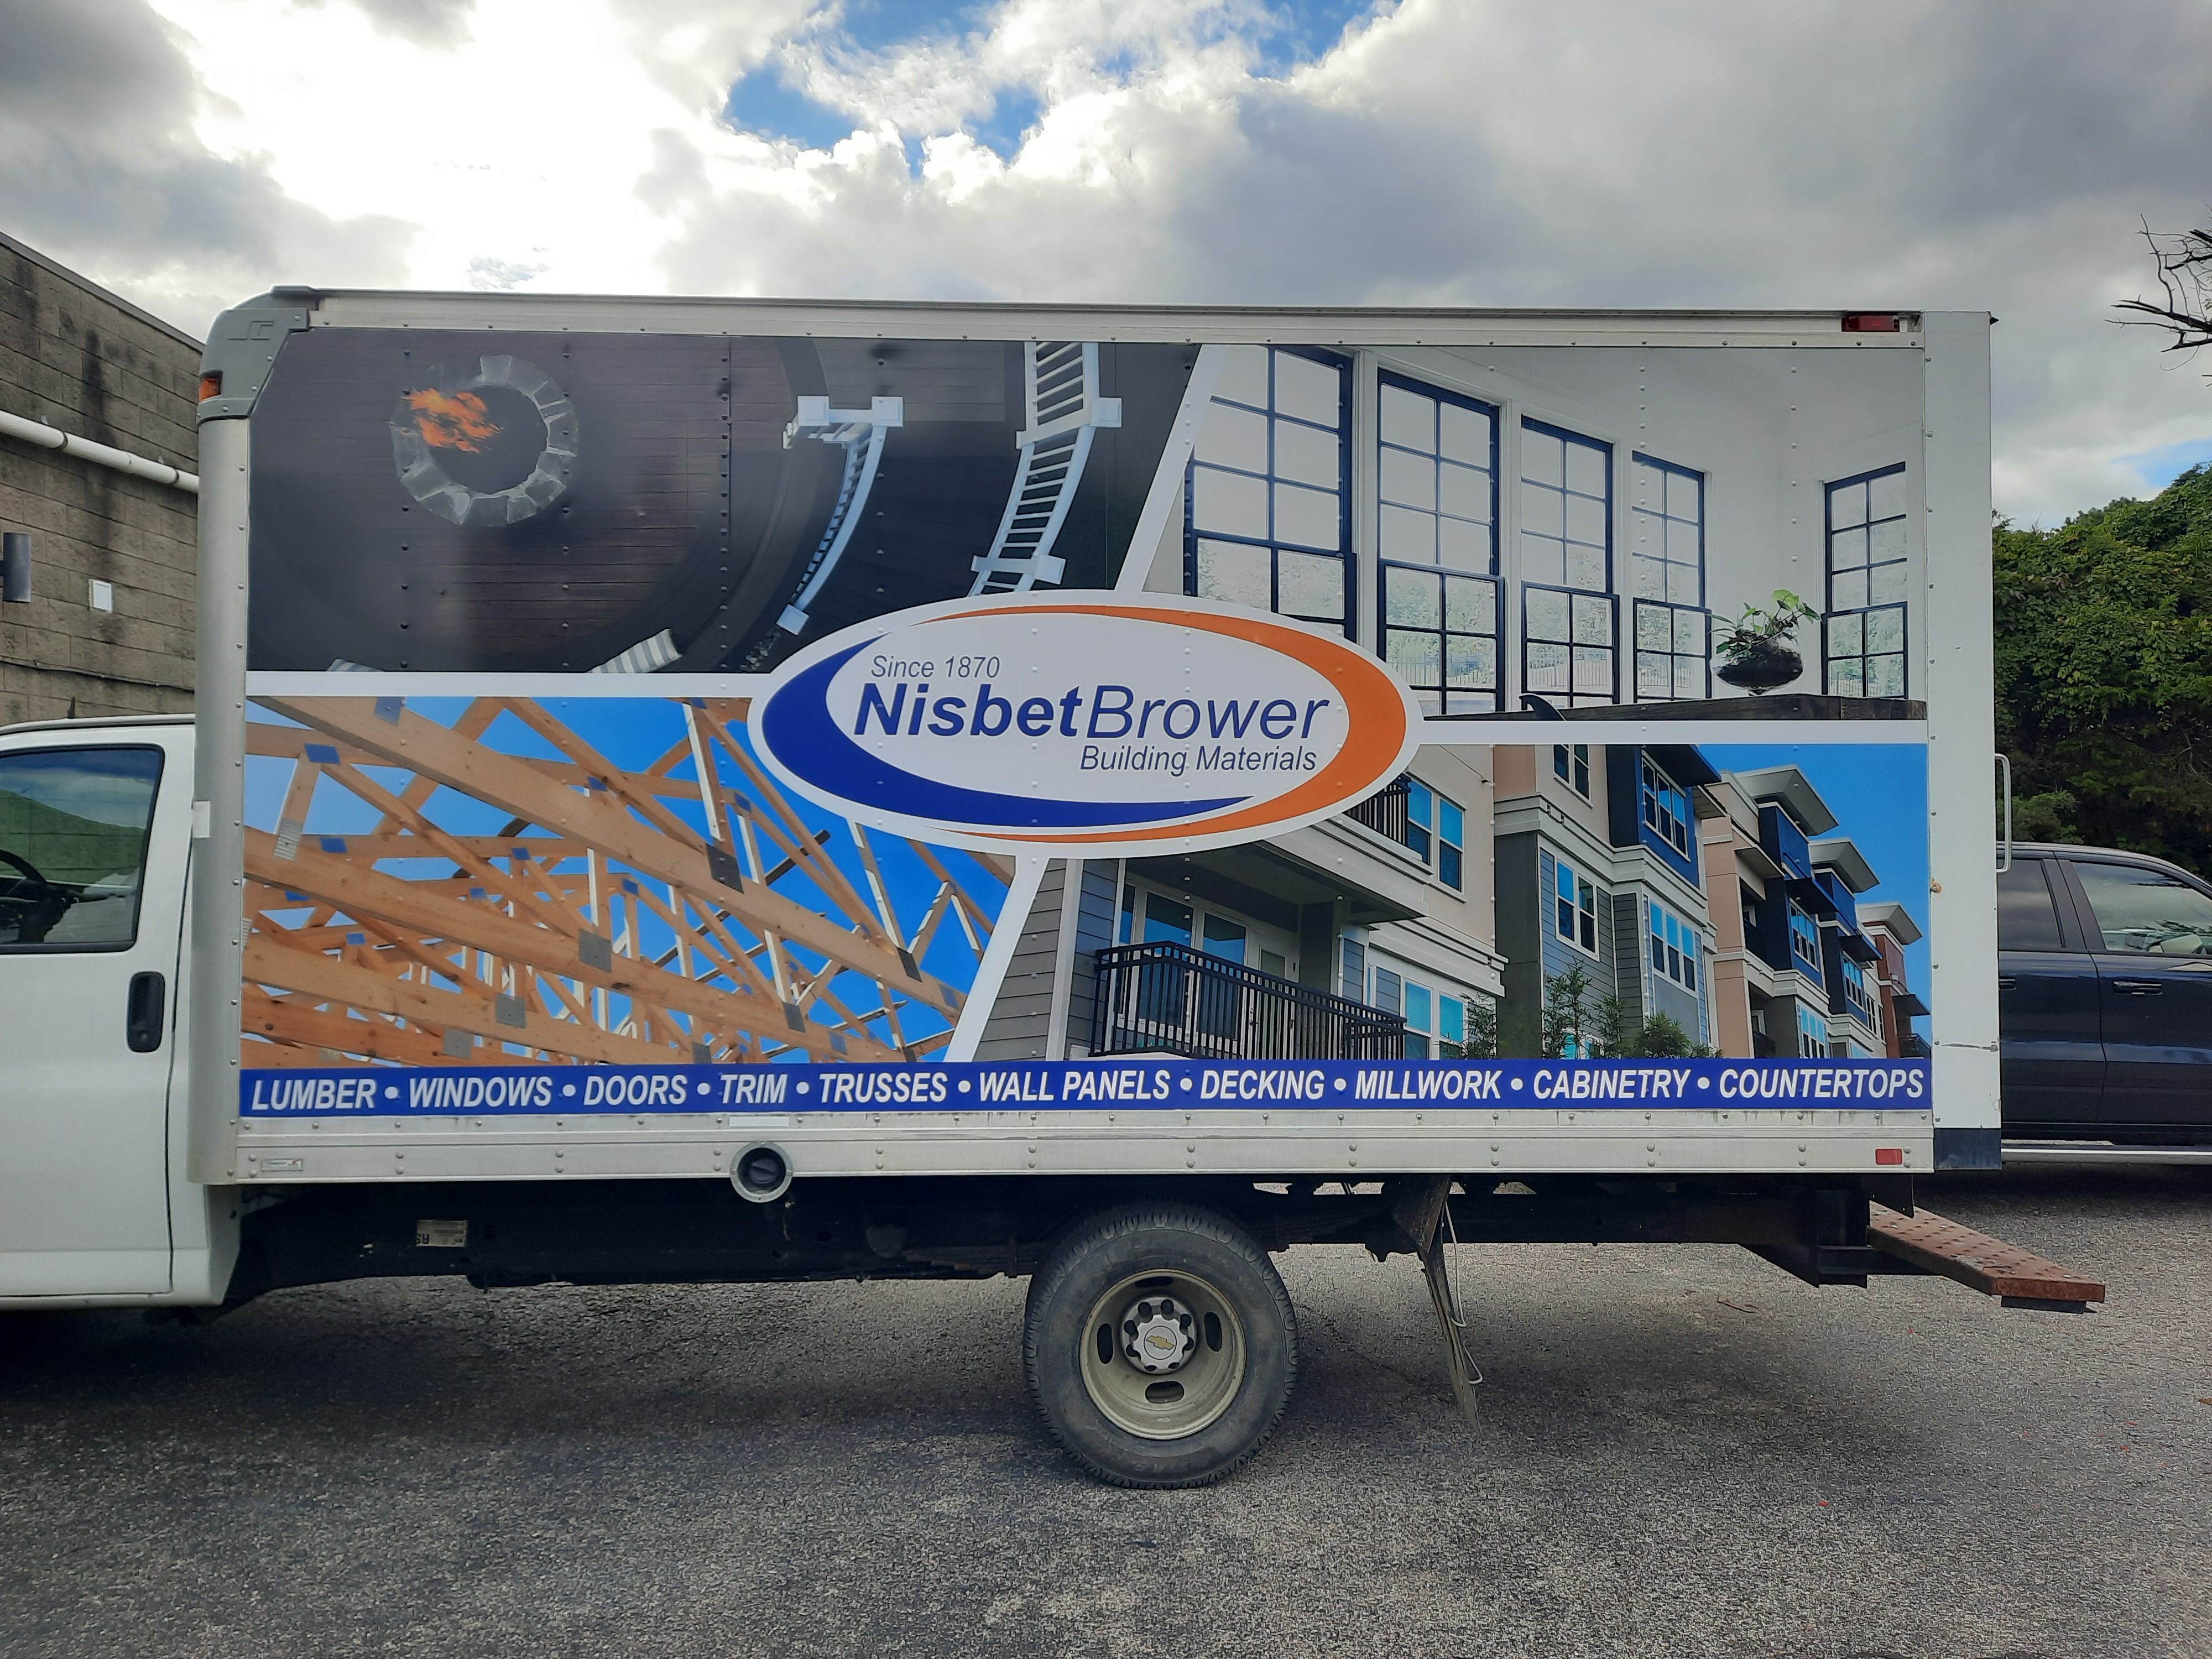 Since 1870
NisbetBrower
Building Materials
LUMBER • WINDOWS • DOORS • TRIM • TRUSSES • WALL PANELS • DECKING • MILLWORK • CABINETRY • COUNTERTOPS